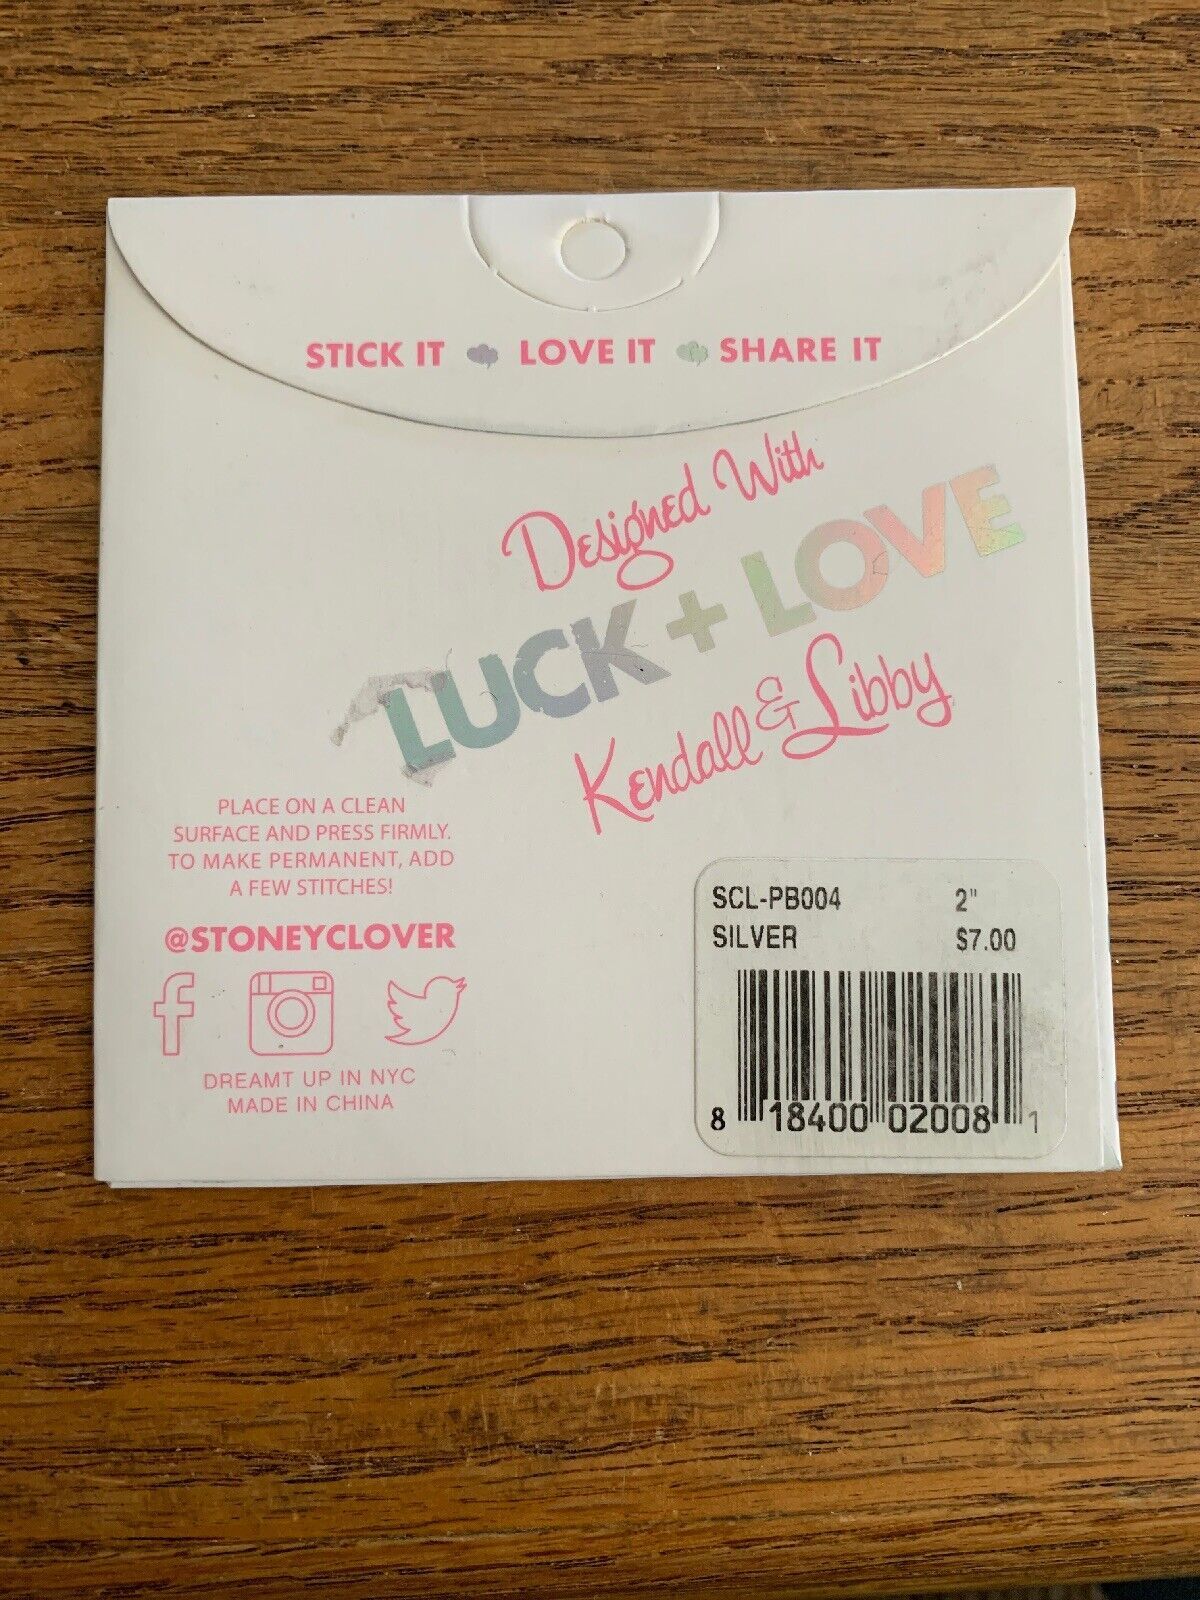 STICK IT LOVE IT SHARE IT
Designed With
LUCK + LOVE
Kendall & Libby
PLACE ON A CLEAN
SURFACE AND PRESS FIRMLY.
TO MAKE PERMANENT, ADD
A FEW STITCHES!
@STONEYCLOVER
DREAMT UP IN NYC
MADE IN CHINA
SCL-PB004 2"
SILVER $7.00
8 18400 02008 1